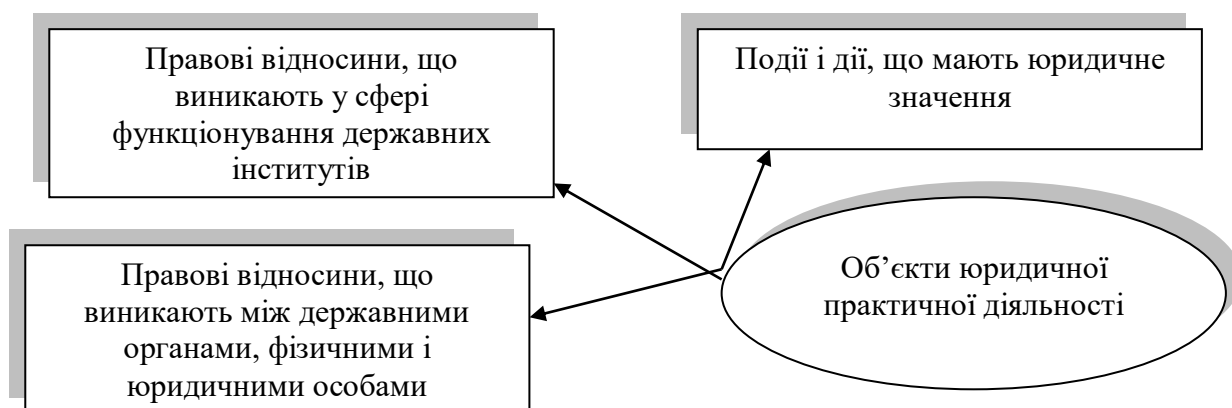 Правові відносини, що
виникають у сфері
функціонування державних
інститутів
Події і дії, що мають юридичне
значення
Правові відносини, що
виникають між державними
органами, фізичними і
юридичними особами
Об’єкти юридичної
практичної діяльності